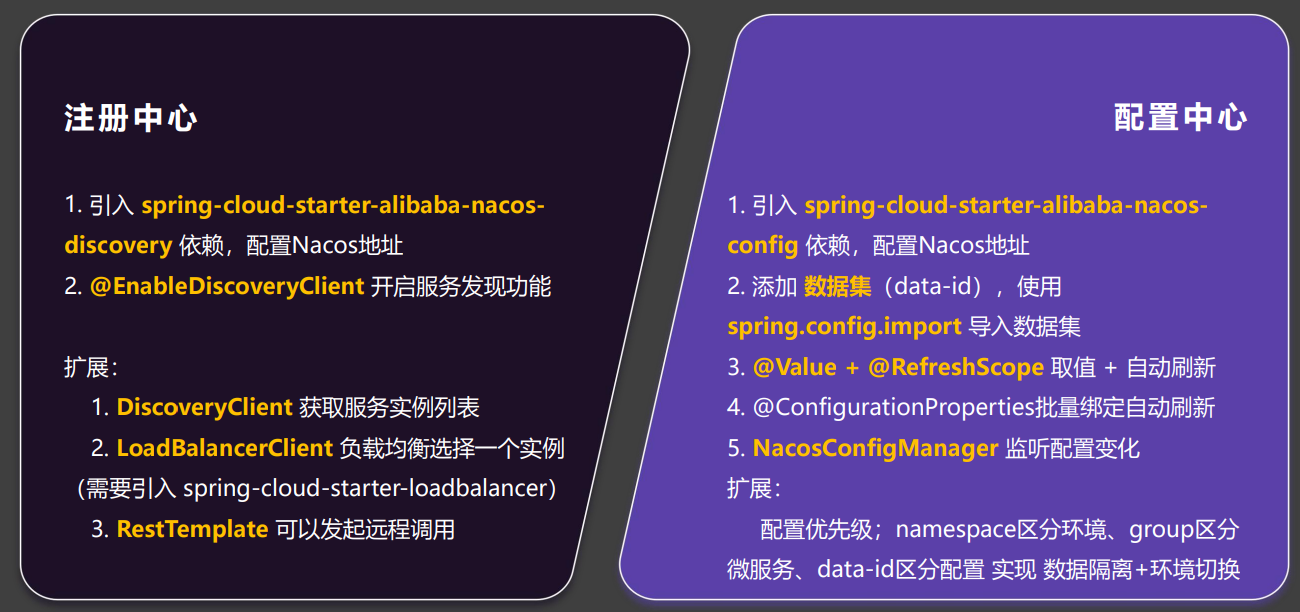 注册中心
1. 引入 spring-cloud-starter-alibaba-nacos-
discovery 依赖，配置Nacos地址
2. @EnableDiscoveryClient 开启服务发现功能
扩展：
1. DiscoveryClient 获取服务实例列表
2. LoadBalancerClient 负载均衡选择一个实例
（需要引入 spring-cloud-starter-loadbalancer）
3. RestTemplate 可以发起远程调用
配置中心
1. 引入 spring-cloud-starter-alibaba-nacos-
config 依赖，配置Nacos地址
2. 添加 数据集（data-id），使用
spring.config.import 导入数据集
3. @Value + @RefreshScope 取值 + 自动刷新
4. @ConfigurationProperties批量绑定自动刷新
5. NacosConfigManager 监听配置变化
扩展：
配置优先级；namespace区分环境、group区分
微服务、data-id区分配置 实现 数据隔离+环境切换